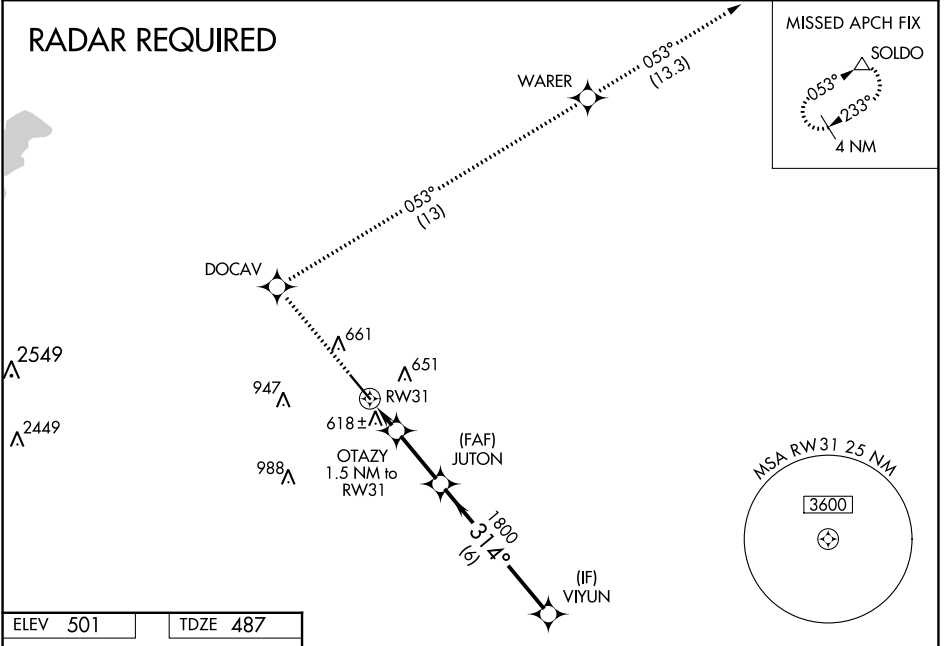 RADAR REQUIRED
MISSED APCH FIX
SOLDO
053°
233°
4 NM
053°
(13.3)
WARER
053°
(13)
DOCAV
661
651
2549
947
RW31
2449
618±
OTAZY
1.5 NM to
RW31
(FAF)
JUTON
988
MSA RW31 25 NM
3600
1800
314°
(6)
(IF)
VIYUN
ELEV 501
TDZE 487